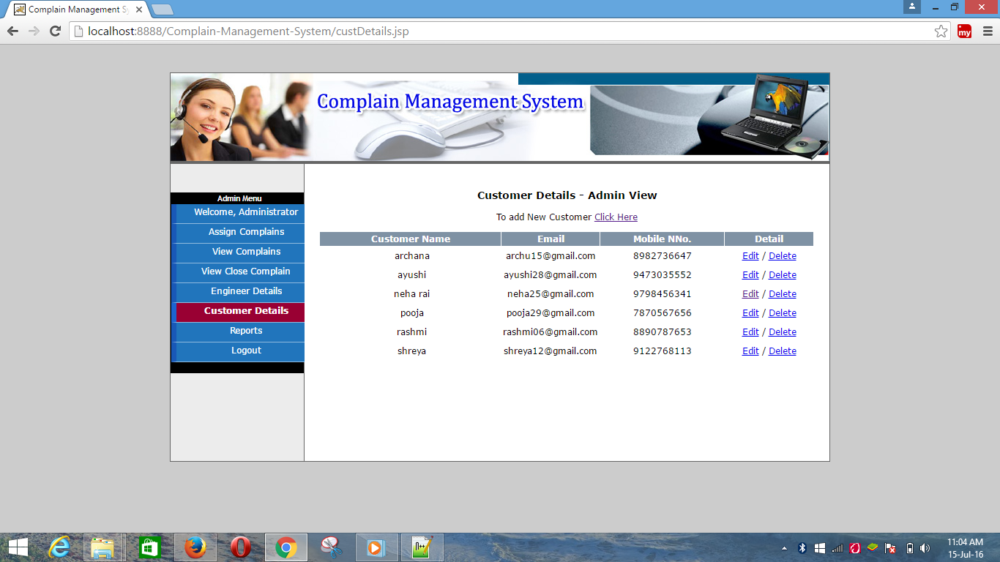 Complain Management Sy
localhost:8888/Complain-Management-System/custDetails.jsp
my
Complain Management System
Admin Menu
Welcome, Administrator
Assign Complains
View Complains
View Close Complain
Engineer Details
Customer Details
Reports
Logout
Customer Details - Admin View
To add New Customer Click Here
Customer Name Email Mobile NNo. Detail
archana archu15@gmail.com 8982736647 Edit / Delete
ayushi ayushi28@gmail.com 9473035552 Edit / Delete
neha rai neha25@gmail.com 9798456341 Edit / Delete
pooja pooja29@gmail.com 7870567656 Edit / Delete
rashmi rashmi06@gmail.com 8890787653 Edit / Delete
shreya shreya12@gmail.com 9122768113 Edit / Delete
11:04 AM
15-Jul-16